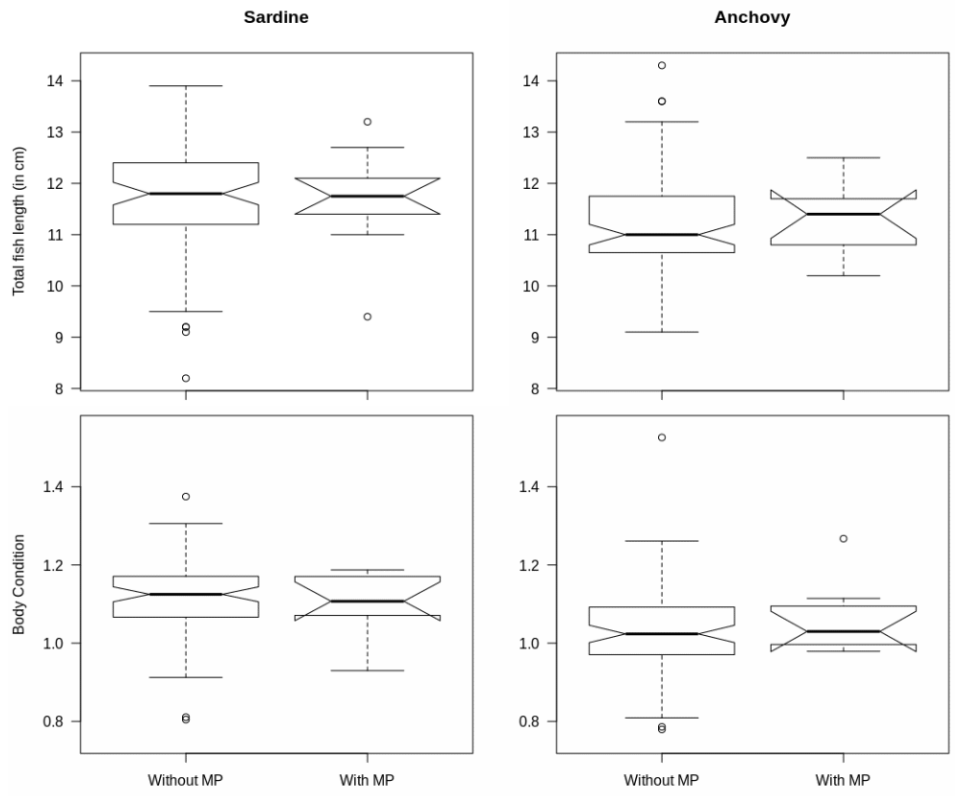 Sardine
Anchovy
Total fish length (in cm)
14
13
12
11
10
9
8
14
13
12
11
10
9
8
Body Condition
1.4
1.2
1.0
0.8
1.4
1.2
1.0
0.8
Without MP
With MP
Without MP
With MP